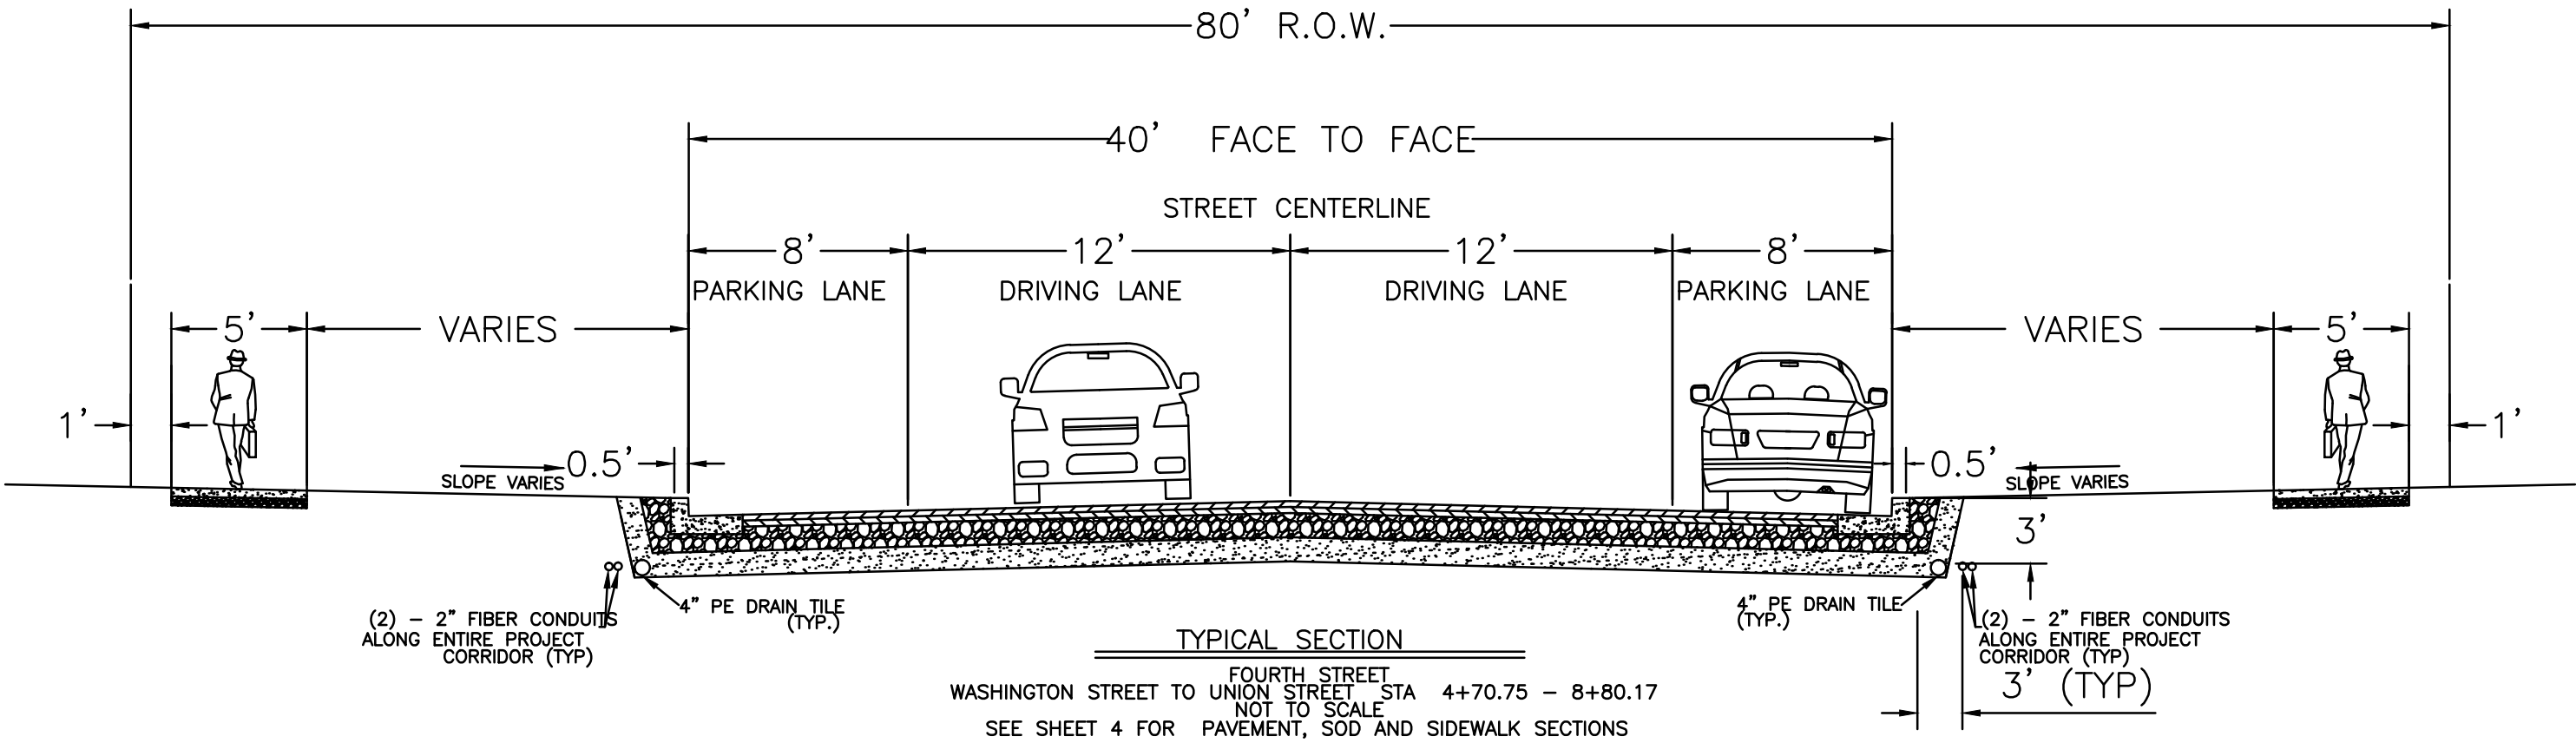 80' R.O.W.
40' FACE TO FACE
STREET CENTERLINE
8' 12' 12' 8'
PARKING LANE DRIVING LANE DRIVING LANE PARKING LANE
5' VARIES VARIES 5'
1' 1'
0.5' 0.5'
SLOPE VARIES SLOPE VARIES
3'
4" PE DRAIN TILE
(TYP.)
4" PE DRAIN TILE
(TYP.)
(2) - 2" FIBER CONDUITS
ALONG ENTIRE PROJECT
CORRIDOR (TYP)
(2) - 2" FIBER CONDUITS
ALONG ENTIRE PROJECT
CORRIDOR (TYP)
3' (TYP)
TYPICAL SECTION
FOURTH STREET
WASHINGTON STREET TO UNION STREET STA 4+70.75 - 8+80.17
NOT TO SCALE
SEE SHEET 4 FOR PAVEMENT, SOD AND SIDEWALK SECTIONS